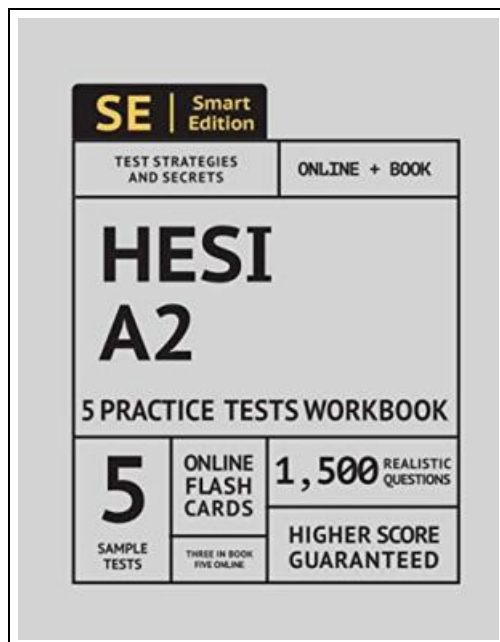 SE | Smart
Edition
TEST STRATEGIES
AND SECRETS
ONLINE + BOOK
HESI
A2
5 PRACTICE TESTS WORKBOOK
5
SAMPLE
TESTS
ONLINE
FLASH
CARDS
THREE IN BOOK
FIVE ONLINE
1,500 REALISTIC
QUESTIONS
HIGHER SCORE
GUARANTEED